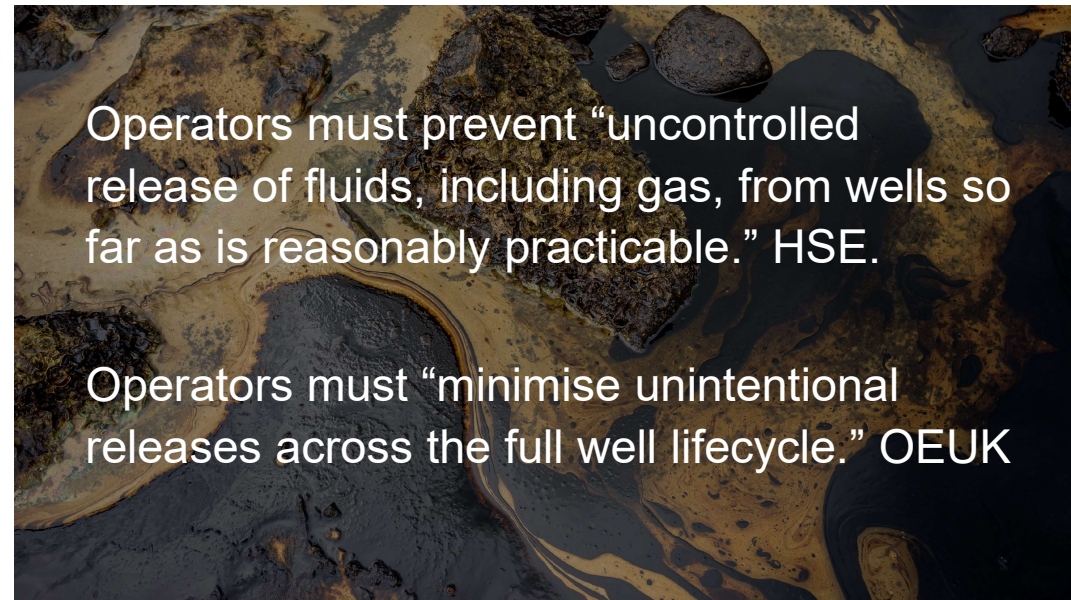 Operators must prevent “uncontrolled
release of fluids, including gas, from wells so
far as is reasonably practicable.” HSE.
Operators must “minimise unintentional
releases across the full well lifecycle.” OEUK